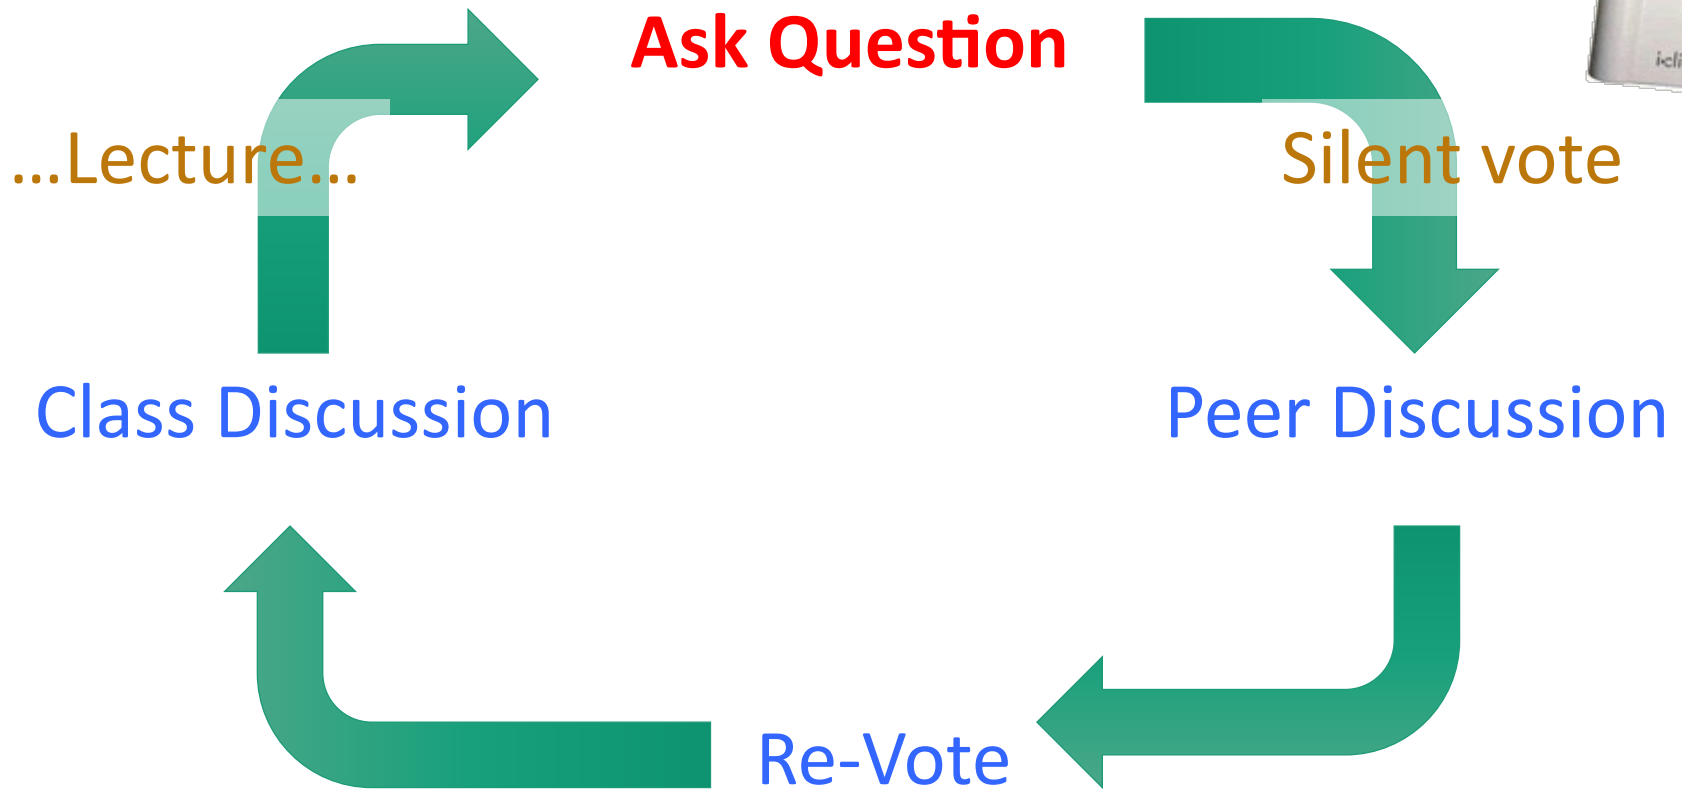 Ask Question
...Lecture...
Silent vote
Class Discussion
Peer Discussion
Re-Vote